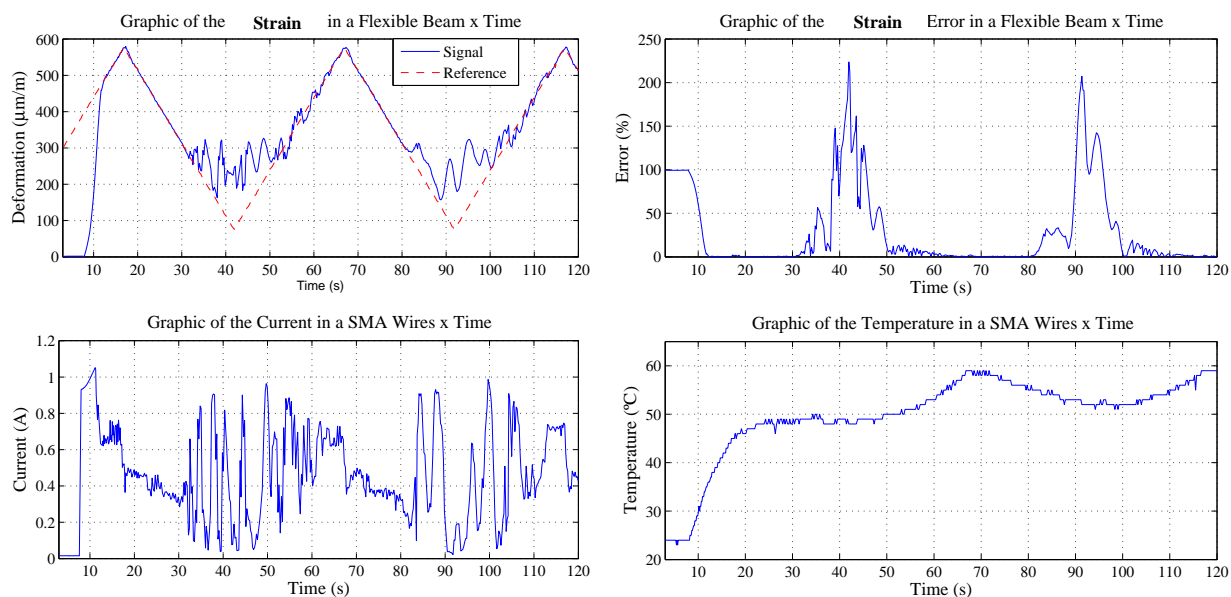 Graphic of the Strain in a Flexible Beam x Time
600
500
400
300
200
100
0
Deformation (μm/m)
Signal
Reference
10 20 30 40 50 60 70 80 90 100 110 120
Time (s)
Graphic of the Strain Error in a Flexible Beam x Time
250
200
150
100
50
0
Error (%)
10 20 30 40 50 60 70 80 90 100 110 120
Time (s)
Graphic of the Current in a SMA Wires x Time
1.2
1
0.8
0.6
0.4
0.2
0
Current (A)
10 20 30 40 50 60 70 80 90 100 110 120
Time (s)
Graphic of the Temperature in a SMA Wires x Time
60
50
40
30
20
Temperature (ºC)
10 20 30 40 50 60 70 80 90 100 110 120
Time (s)